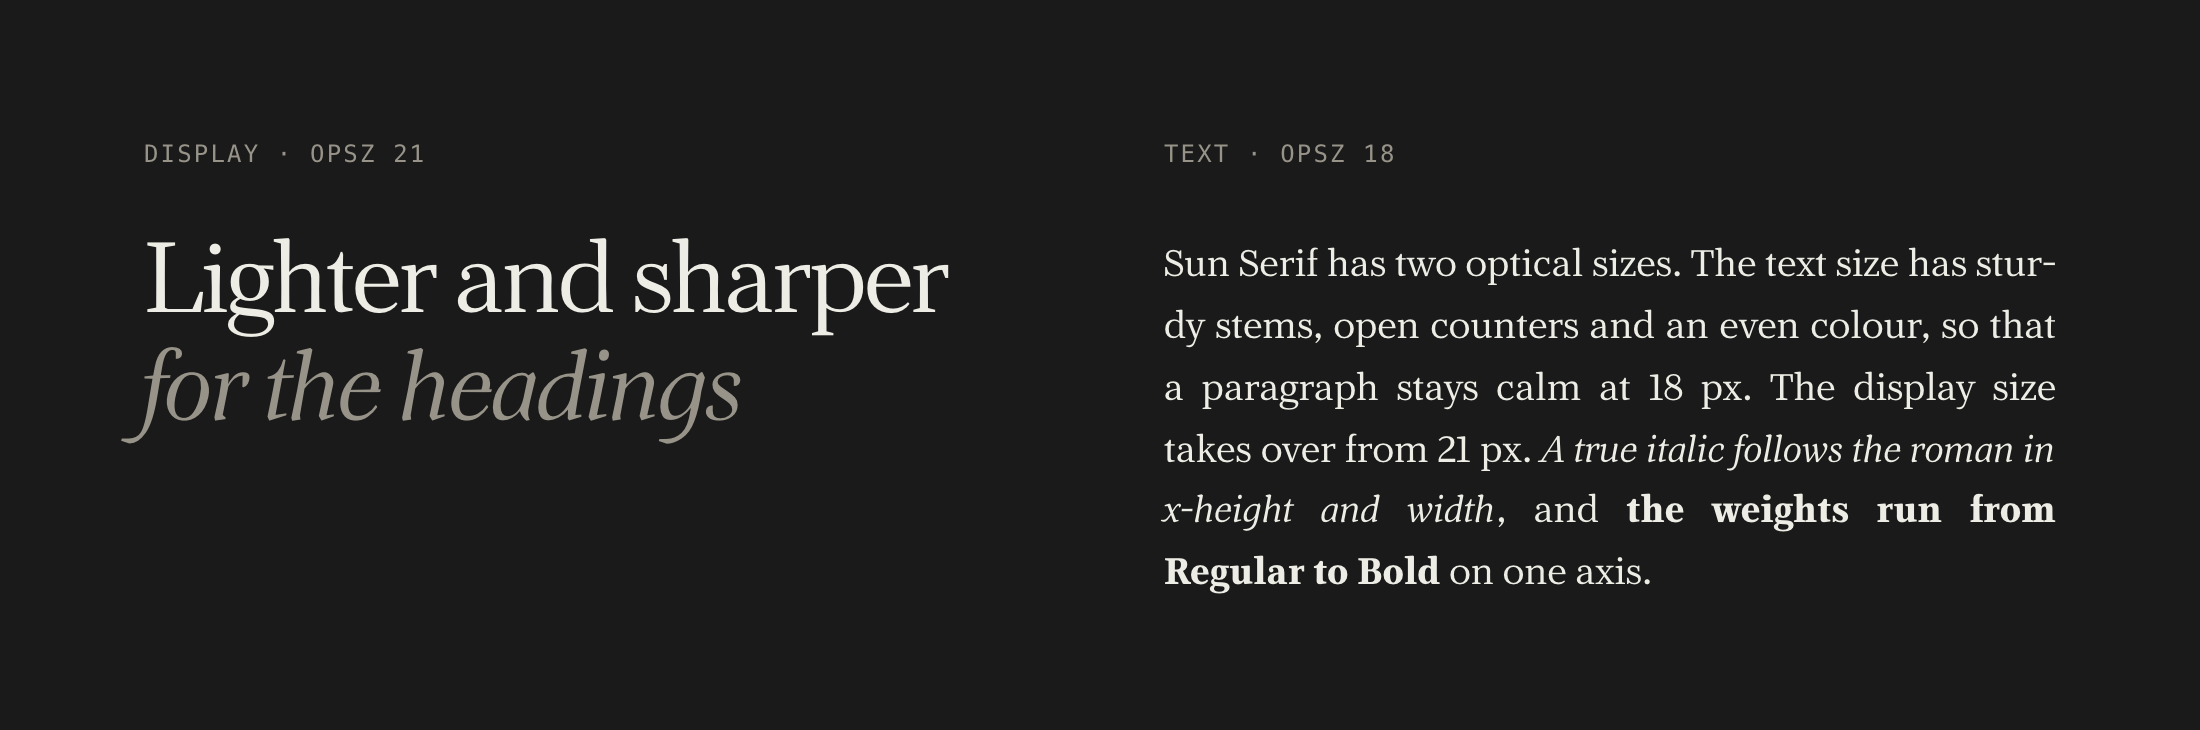 DISPLAY · OPSZ 21
Lighter and sharper
for the headings
TEXT · OPSZ 18
Sun Serif has two optical sizes. The text size has stur-
dy stems, open counters and an even colour, so that
a paragraph stays calm at 18 px. The display size
takes over from 21 px. A true italic follows the roman in
x-height and width, and the weights run from
Regular to Bold on one axis.